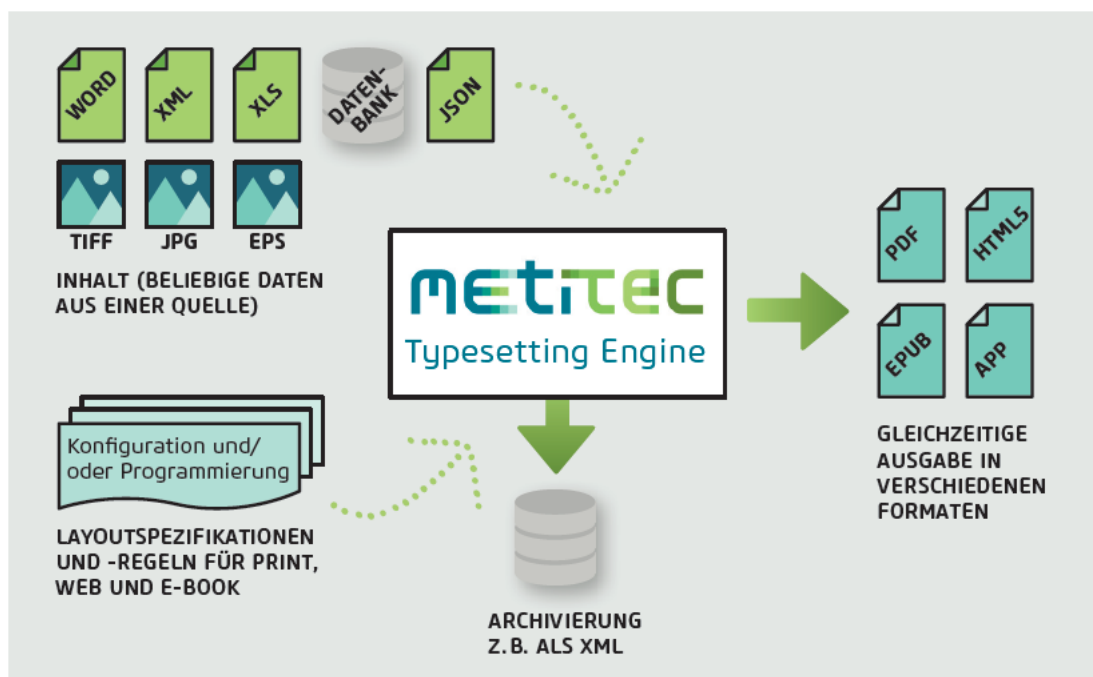 WORD
XML
XLS
DATEN-
BANK
JSON
TIFF
JPG
EPS
INHALT (BELIEBIGE DATEN
AUS EINER QUELLE)
metitec
Typesetting Engine
PDF
HTML5
EPUB
APP
GLEICHZEITIGE
AUSGABE IN
VERSCHIEDENEN
FORMATEN
Konfiguration und/
oder Programmierung
LAYOUTSPEZIFIKATIONEN
UND -REGELN FÜR PRINT,
WEB UND E-BOOK
ARCHIVIERUNG
Z. B. ALS XML